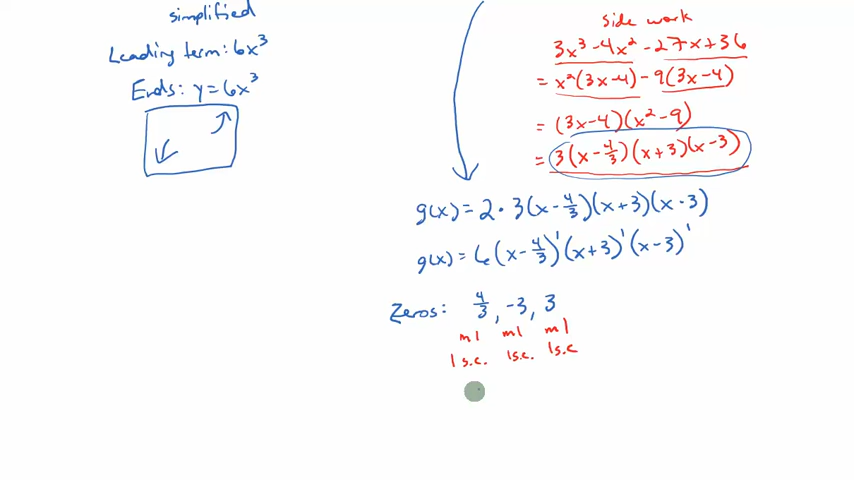 simplified
Leading term: 6x³
Ends: y = 6x³
side work
3x³ -4x² -27x+36
= x²(3x-4) -9(3x-4)
= (3x-4)(x²-9)
= 3(x-4/3)(x+3)(x-3)
g(x) = 2·3(x-4/3)(x+3)(x-3)
g(x) = 6(x-4/3)¹(x+3)¹(x-3)¹
Zeros: 4/3, -3, 3
m1 m1 m1
1 s.c. 1s.c. 1s.c